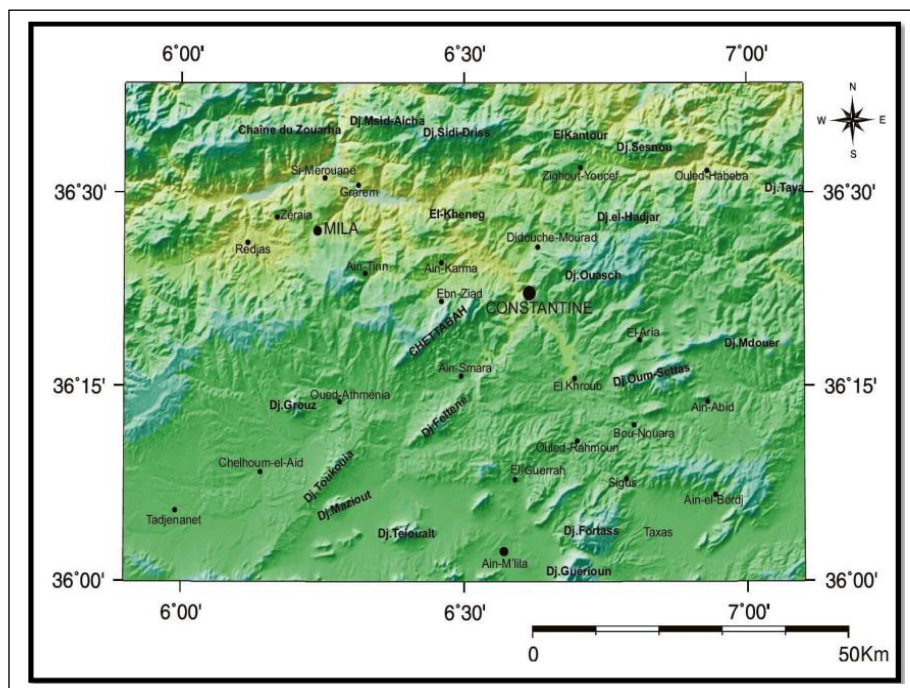 6°00' 6°30' 7°00'
N
W E
S
Dj.Msid-Aicha
Chaîne du Zouarha
Dj.Sidi-Driss
ElKantour
Dj.Sesnou
Si-Merouane
Zighout-Youcef
Ouled-Habeba
36°30' 36°30'
Grarem
Dj.Taya
Zeraia
El-Kheneg
Dj.el-Hadjar
MILA
Redjas
Didouche-Mourad
Ain-Tinn
Ain-Karma
Dj.Ouasch
Ebn-Ziad
CONSTANTINE
CHETTABAH
El-Aria
Dj.Mdouer
Ain-Smara
36°15' 36°15'
El Khroub
Dj.Oum-Settas
Oued-Athménia
Dj.Grouz
Ain-Abid
Dj.Feltene
Bou-Nouara
Ouled-Rahmoun
Chelhoum-el-Aid
El-Guerrah
Dj.Toukouia
Sigus
Ain-el-Bordj
Dj.Maziout
Tadjenanet
Dj.Teioualt
Dj.Fortass
Taxas
Ain-M'lila
Dj.Guerioun
36°00' 36°00'
6°00' 6°30' 7°00'
0 50Km